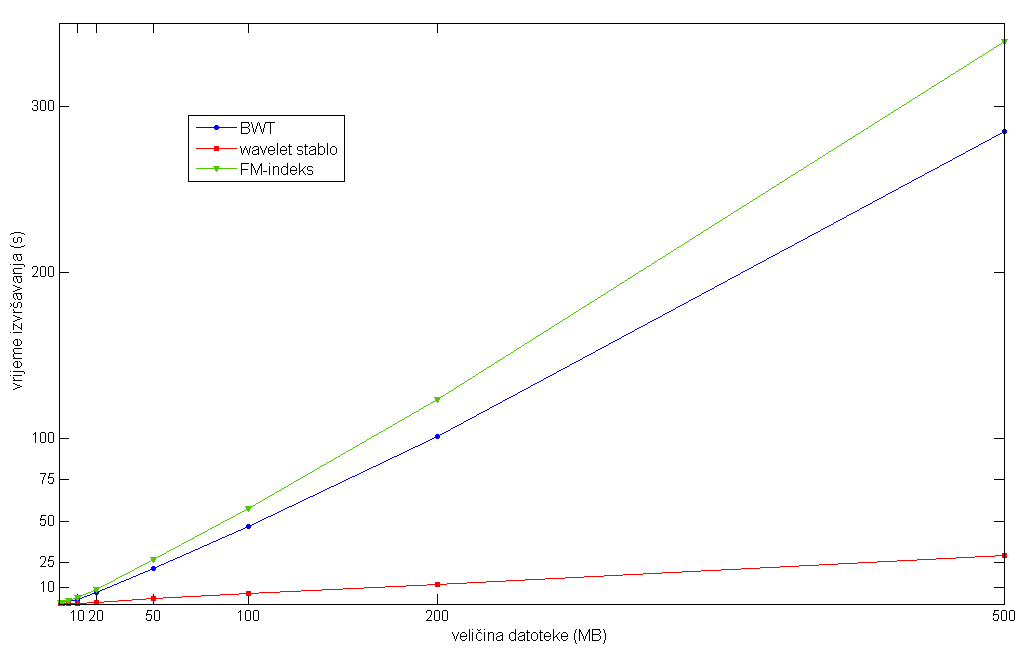 300
200
100
75
50
25
10
vrijeme izvršavanja (s)
BWT
wavelet stablo
FM-indeks
10 20 50 100 200 500
veličina datoteke (MB)